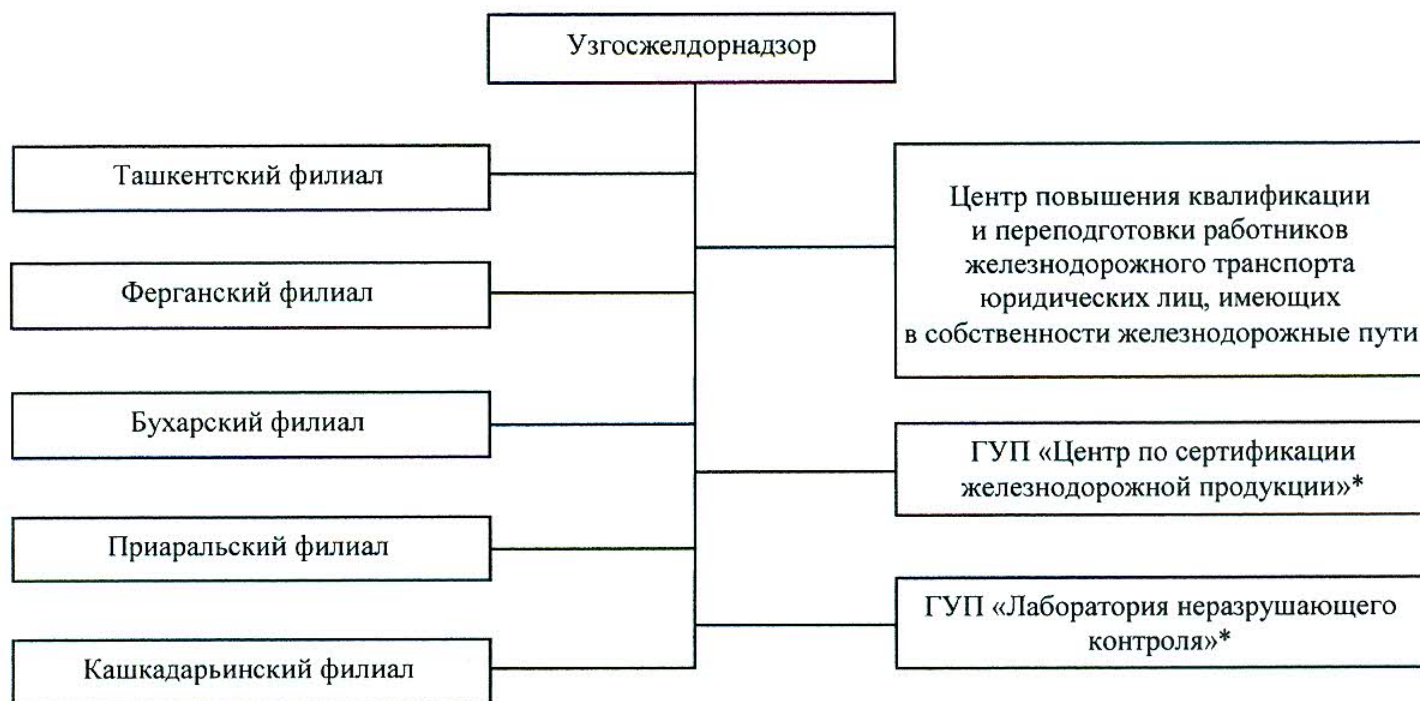 Узгосжелдорнадзор
Ташкентский филиал
Ферганский филиал
Бухарский филиал
Приаральский филиал
Кашкадарьинский филиал
Центр повышения квалификации
и переподготовки работников
железнодорожного транспорта
юридических лиц, имеющих
в собственности железнодорожные пути
ГУП «Центр по сертификации
железнодорожной продукции»*
ГУП «Лаборатория неразрушающего
контроля»*